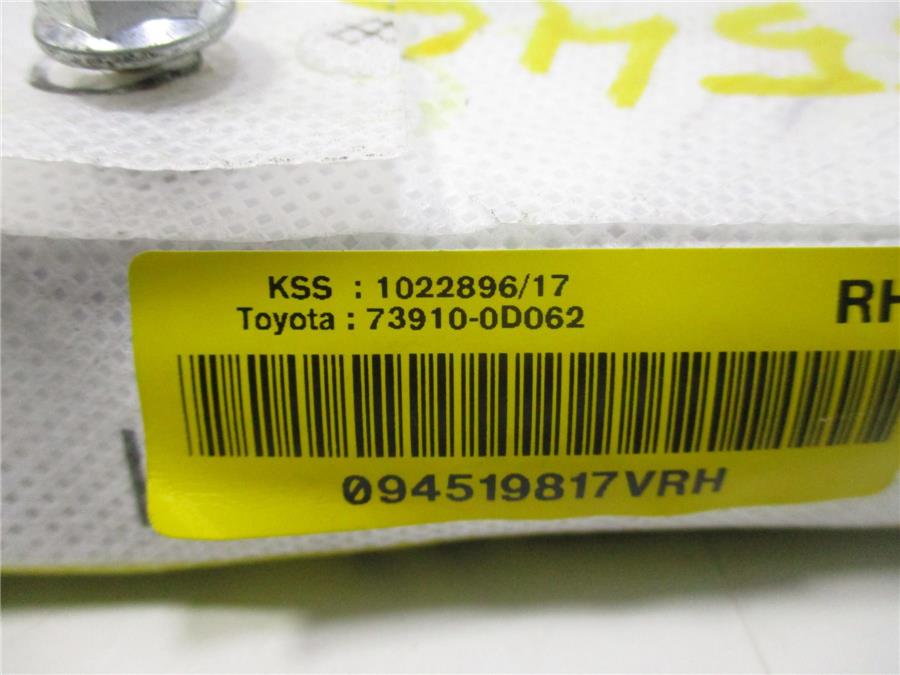 KSS : 1022896/17
Toyota : 73910-0D062
RH
094519817VRH